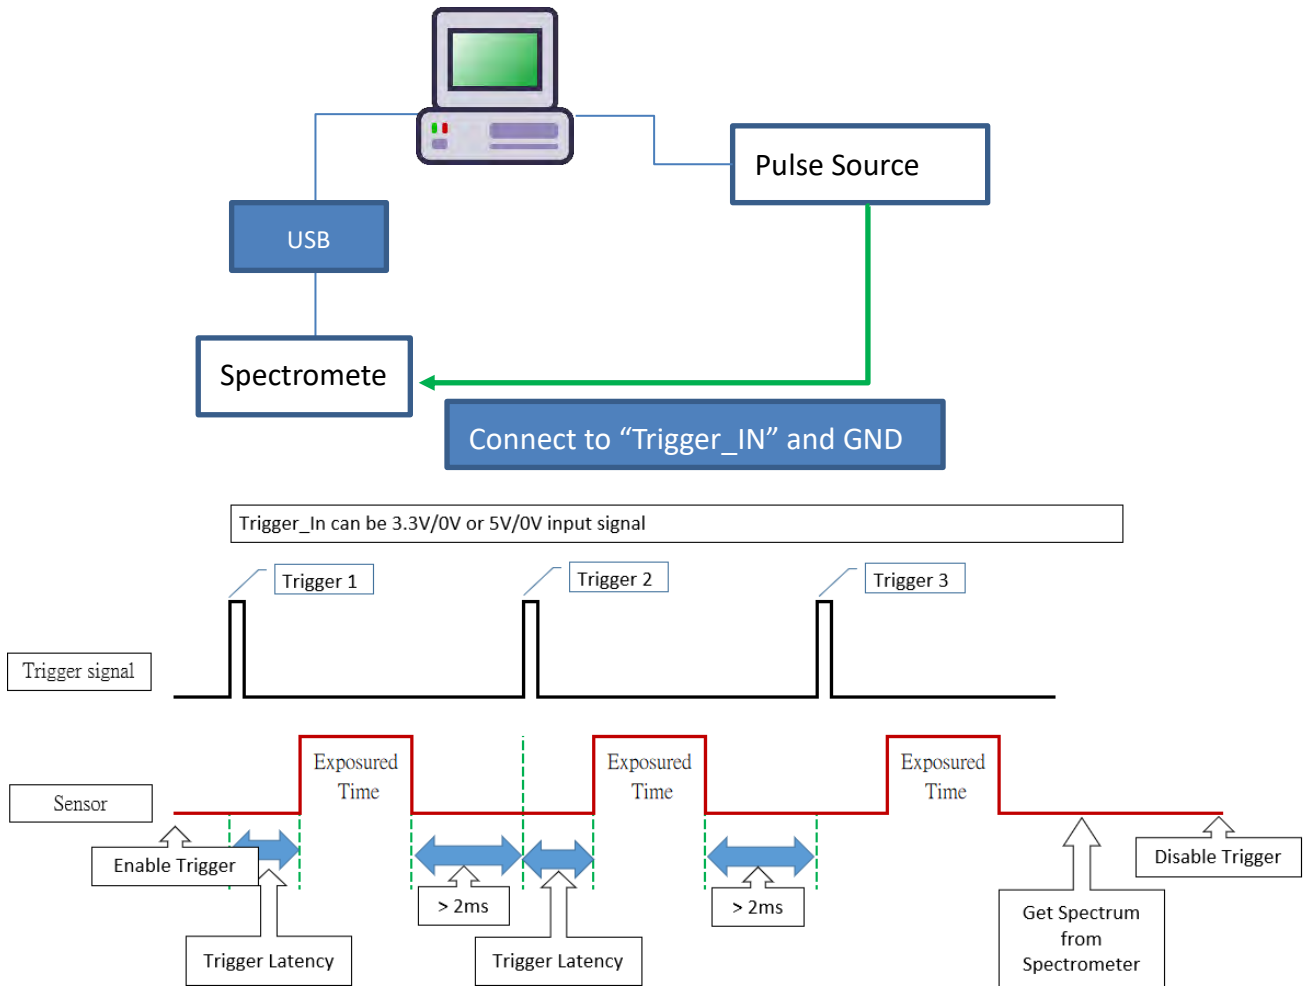 Pulse Source
USB
Spectromete
Connect to “Trigger_IN” and GND
Trigger_In can be 3.3V/0V or 5V/0V input signal
Trigger 1
Trigger 2
Trigger 3
Trigger signal
Exposured
Time
Exposured
Time
Exposured
Time
Sensor
Enable Trigger
Disable Trigger
> 2ms
> 2ms
Trigger Latency
Trigger Latency
Get Spectrum
from
Spectrometer